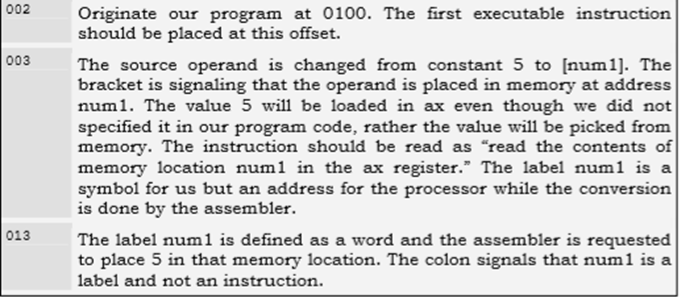 002 Originate our program at 0100. The first executable instruction
should be placed at this offset.
003 The source operand is changed from constant 5 to [num1]. The
bracket is signaling that the operand is placed in memory at address
num1. The value 5 will be loaded in ax even though we did not
specified it in our program code, rather the value will be picked from
memory. The instruction should be read as “read the contents of
memory location num1 in the ax register.” The label num1 is a
symbol for us but an address for the processor while the conversion
is done by the assembler.
013 The label num1 is defined as a word and the assembler is requested
to place 5 in that memory location. The colon signals that num1 is a
label and not an instruction.